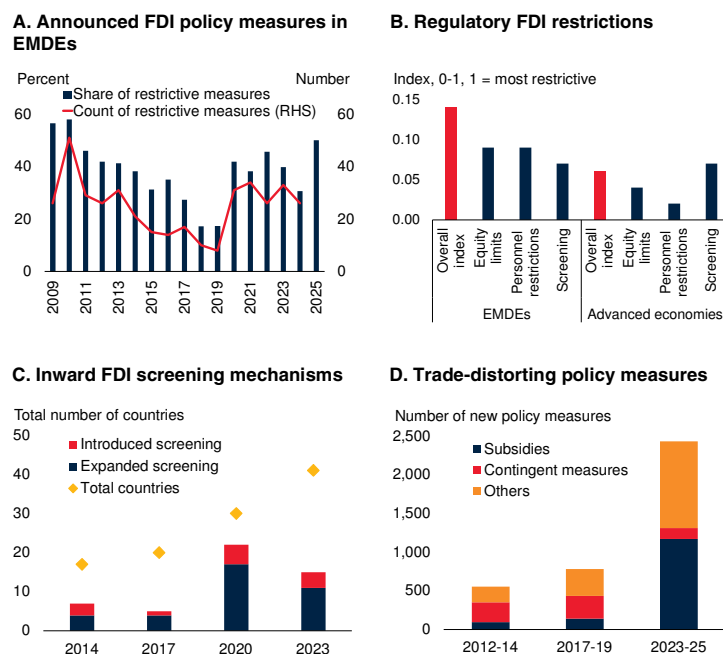 A. Announced FDI policy measures in
EMDEs
Percent
Number
Share of restrictive measures
Count of restrictive measures (RHS)
60
40
20
0
60
40
20
0
2009
2011
2013
2015
2017
2019
2021
2023
2025
B. Regulatory FDI restrictions
Index, 0-1, 1 = most restrictive
0.15
0.10
0.05
0.00
Overall
index
Equity
limits
Personnel
restrictions
Screening
Overall
index
Equity
limits
Personnel
restrictions
Screening
EMDEs
Advanced economies
C. Inward FDI screening mechanisms
Total number of countries
50
40
30
20
10
0
Introduced screening
Expanded screening
Total countries
2014
2017
2020
2023
D. Trade-distorting policy measures
Number of new policy measures
2,500
2,000
1,500
1,000
500
0
Subsidies
Contingent measures
Others
2012-14
2017-19
2023-25